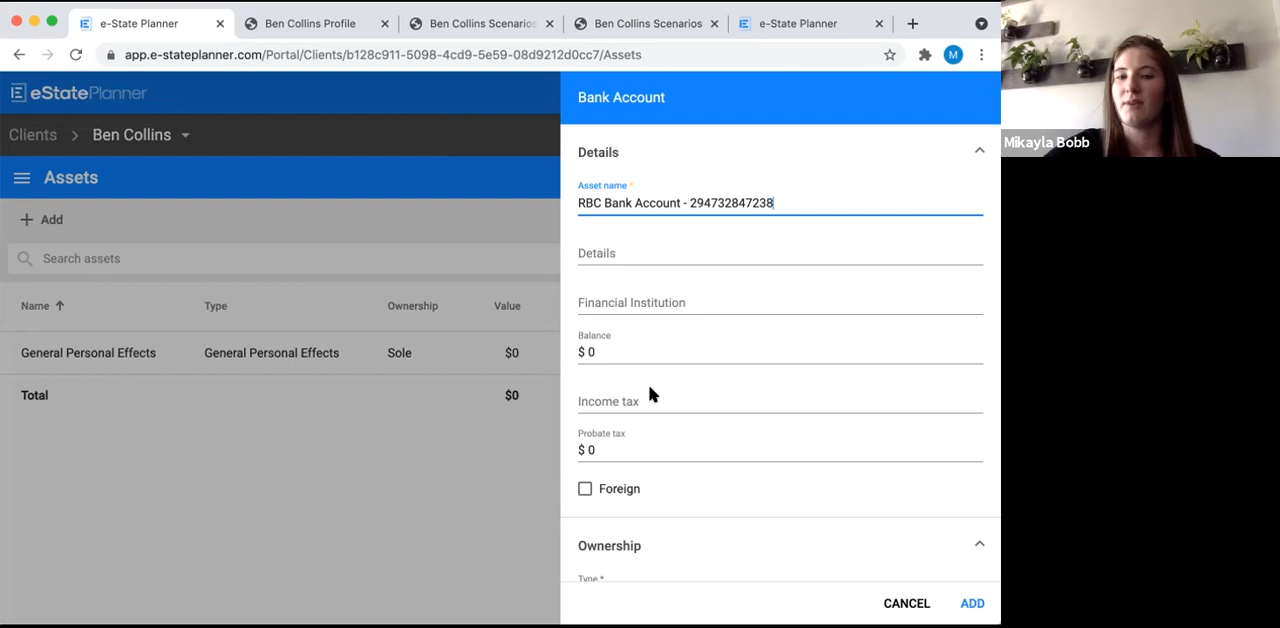 e-State Planner
Ben Collins Profile
Ben Collins Scenarios
Ben Collins Scenarios
e-State Planner
app.e-stateplanner.com/Portal/Clients/b128c911-5098-4cd9-5e59-08d9212d0cc7/Assets
M
eStatePlanner
Bank Account
Mikayla Bobb
Clients > Ben Collins
Details
Assets
Asset name *
RBC Bank Account - 294732847238
+ Add
Search assets
Details
Name Type Ownership Value
Financial Institution
Balance
$ 0
General Personal Effects General Personal Effects Sole $0
Total $0
Income tax
Probate tax
$ 0
Foreign
Ownership
Type *
CANCEL ADD